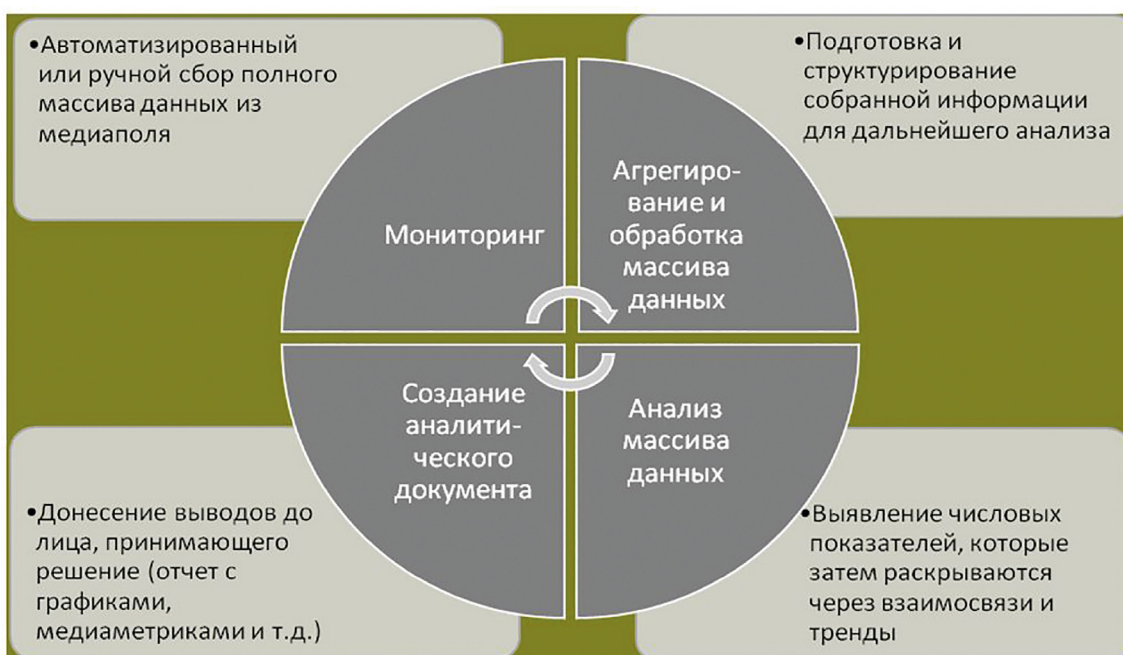 •Автоматизированный
или ручной сбор полного
массива данных из
медиаполя
•Подготовка и
структурирование
собранной информации
для дальнейшего анализа
Мониторинг
Агрегиро-
вание и
обработка
массива
данных
Создание
аналити-
ческого
документа
Анализ
массива
данных
•Донесение выводов до
лица, принимающего
решение (отчет с
графиками,
медиаметриками и т.д.)
•Выявление числовых
показателей, которые
затем раскрываются
через взаимосвязи и
тренды